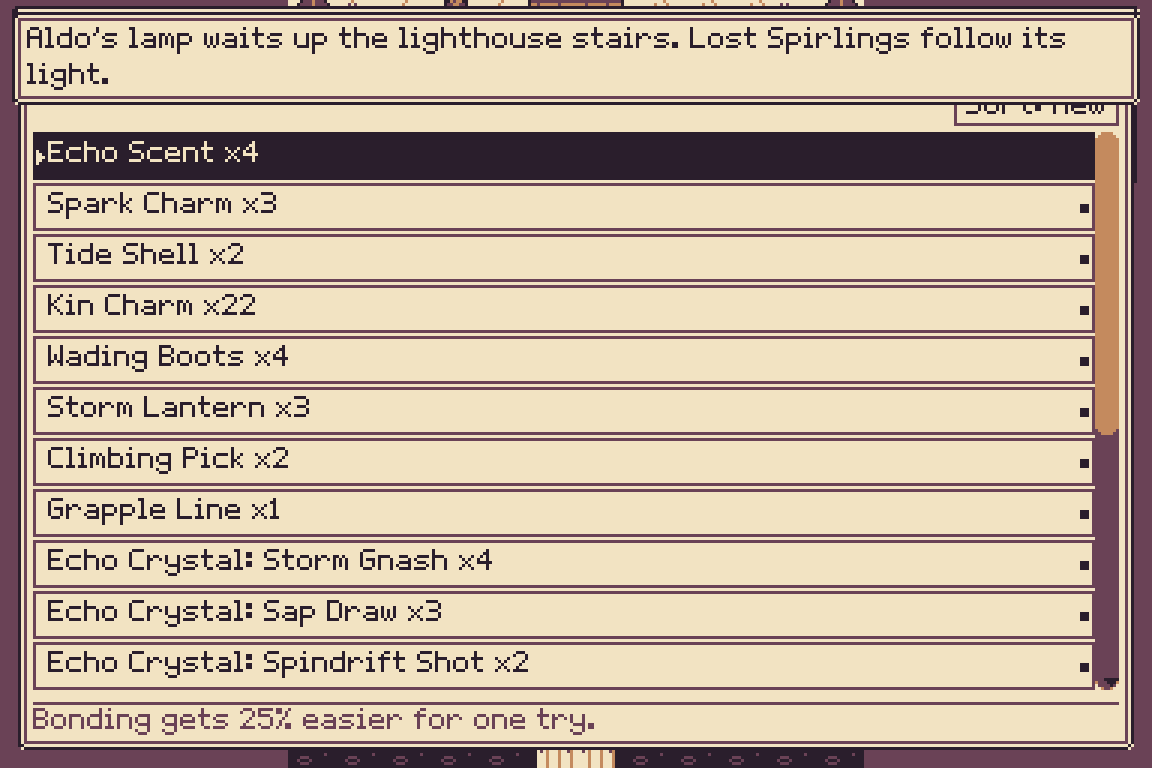 Aldo's lamp waits up the lighthouse stairs. Lost Spirlings follow its
light.
Sort: new
Echo Scent x4
Spark Charm x3
Tide Shell x2
Kin Charm x22
Wading Boots x4
Storm Lantern x3
Climbing Pick x2
Grapple Line x1
Echo Crystal: Storm Gnash x4
Echo Crystal: Sap Draw x3
Echo Crystal: Spindrift Shot x2
Bonding gets 25% easier for one try.